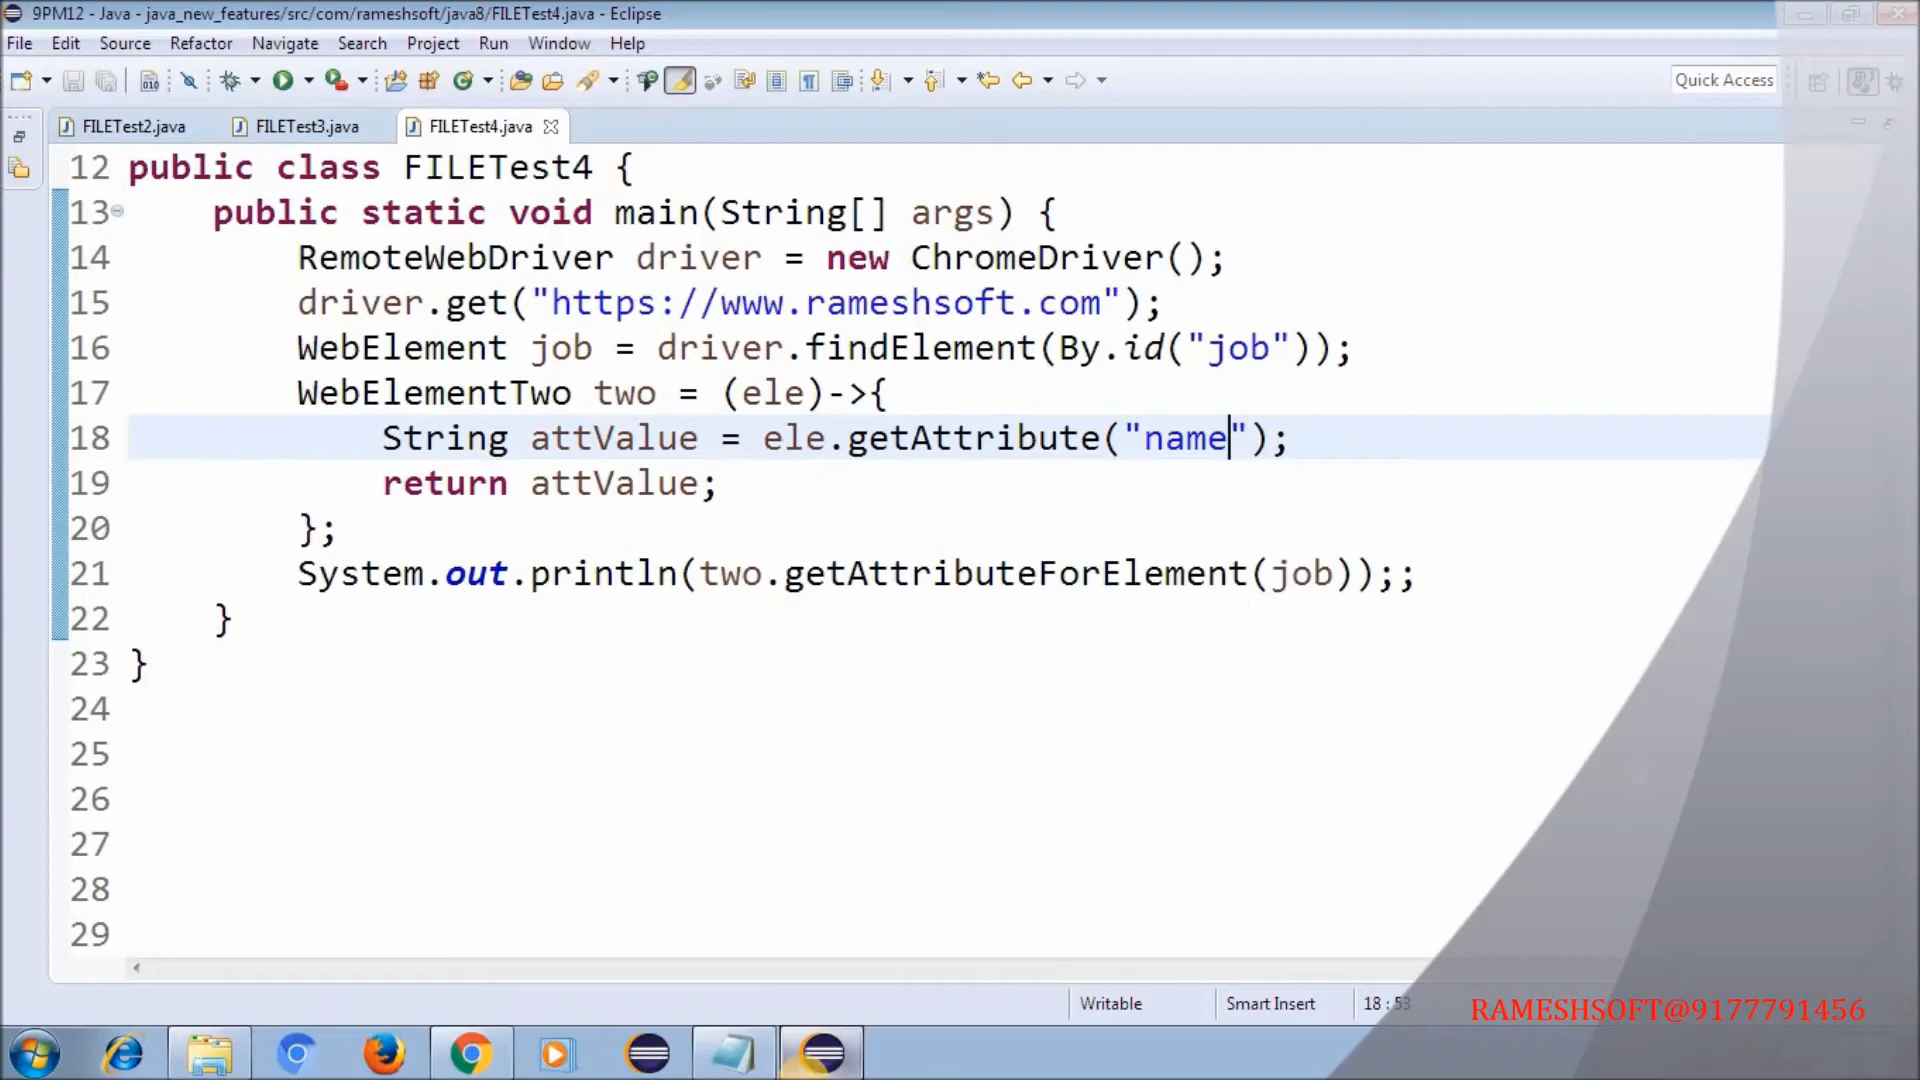 9PM12 - Java - java_new_features/src/com/rameshsoft/java8/FILETest4.java - Eclipse
File Edit Source Refactor Navigate Search Project Run Window Help
Quick Access
FILETest2.java FILETest3.java FILETest4.java
12 public class FILETest4 {
13 public static void main(String[] args) {
14 RemoteWebDriver driver = new ChromeDriver();
15 driver.get("https://www.rameshsoft.com");
16 WebElement job = driver.findElement(By.id("job"));
17 WebElementTwo two = (ele)->{
18 String attValue = ele.getAttribute("name");
19 return attValue;
20 };
21 System.out.println(two.getAttributeForElement(job));;
22 }
23 }
24
25
26
27
28
29
Writable Smart Insert 18 : 53
RAMESHSOFT@9177791456